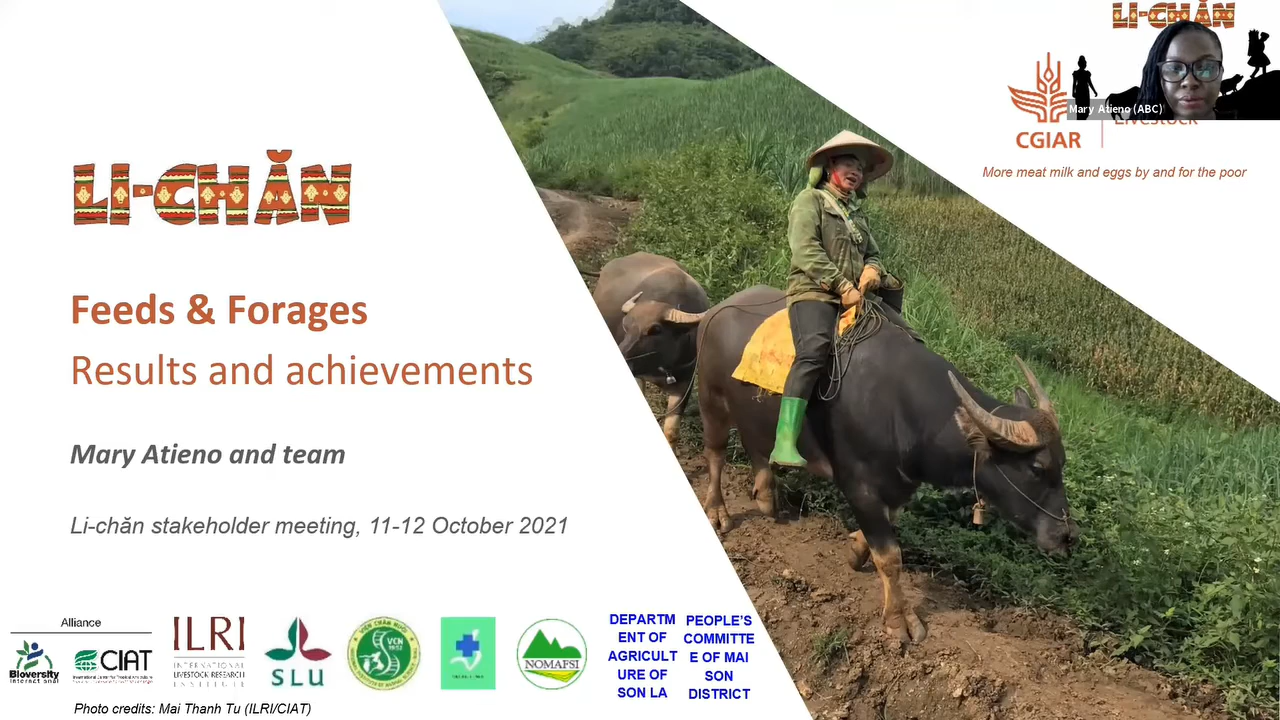 LI-CHĂN
Mary Atieno (ABC)
CGIAR
Livestock
More meat milk and eggs by and for the poor
LI-CHĂN
Feeds & Forages
Results and achievements
Mary Atieno and team
Li-chăn stakeholder meeting, 11-12 October 2021
Alliance
Bioversity
International
CIAT
ILRI
INTERNATIONAL
LIVESTOCK RESEARCH
INSTITUTE
SLU
VCN
1952
NOMAFSI
DEPARTM
ENT OF
AGRICULT
URE OF
SON LA
PEOPLE'S
COMMITTE
E OF MAI
SON
DISTRICT
Photo credits: Mai Thanh Tu (ILRI/CIAT)